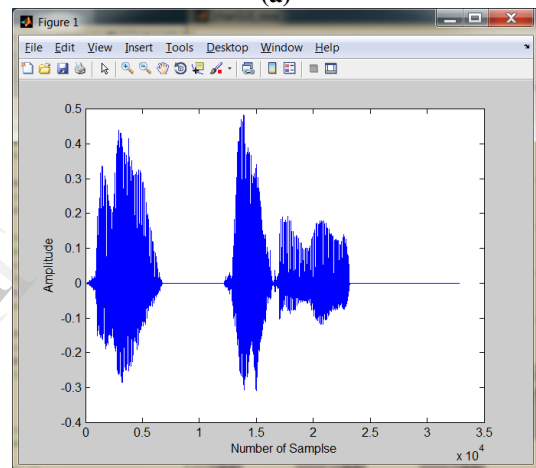 (a)
Figure 1
File Edit View Insert Tools Desktop Window Help
0.5
0.4
0.3
0.2
0.1
0
-0.1
-0.2
-0.3
-0.4
Amplitude
0 0.5 1 1.5 2 2.5 3 3.5
Number of Samplse
x 10^4